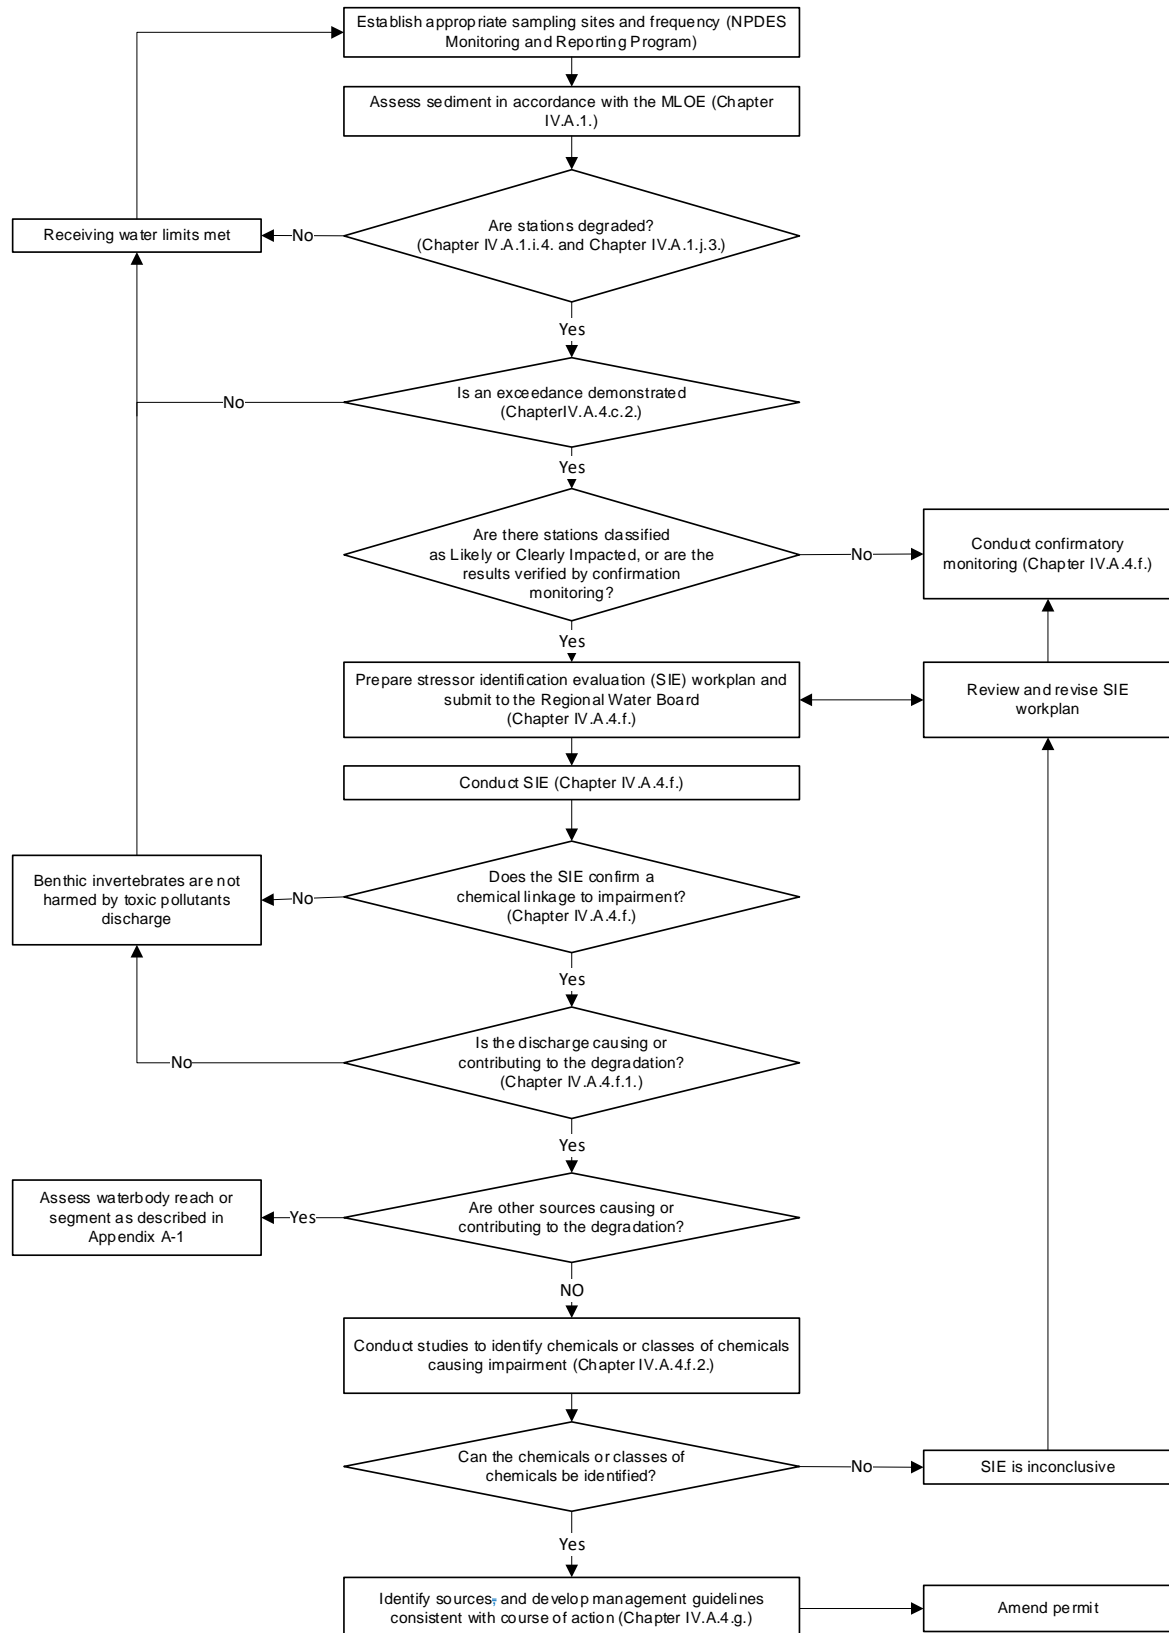 Establish appropriate sampling sites and frequency (NPDES
Monitoring and Reporting Program)
Assess sediment in accordance with the MLOE (Chapter
IV.A.1.)
Are stations degraded?
(Chapter IV.A.1.i.4. and Chapter IV.A.1.j.3.)
No
Receiving water limits met
Yes
Is an exceedance demonstrated
(ChapterIV.A.4.c.2.)
No
Yes
Are there stations classified
as Likely or Clearly Impacted, or are the
results verified by confirmation
monitoring?
No
Conduct confirmatory
monitoring (Chapter IV.A.4.f.)
Yes
Prepare stressor identification evaluation (SIE) workplan and
submit to the Regional Water Board
(Chapter IV.A.4.f.)
Review and revise SIE
workplan
Conduct SIE (Chapter IV.A.4.f.)
Does the SIE confirm a
chemical linkage to impairment?
(Chapter IV.A.4.f.)
No
Benthic invertebrates are not
harmed by toxic pollutants
discharge
Yes
Is the discharge causing or
contributing to the degradation?
(Chapter IV.A.4.f.1.)
No
Yes
Are other sources causing or
contributing to the degradation?
Yes
Assess waterbody reach or
segment as described in
Appendix A-1
NO
Conduct studies to identify chemicals or classes of chemicals
causing impairment (Chapter IV.A.4.f.2.)
Can the chemicals or classes of
chemicals be identified?
No
SIE is inconclusive
Yes
Identify sources, and develop management guidelines
consistent with course of action (Chapter IV.A.4.g.)
Amend permit